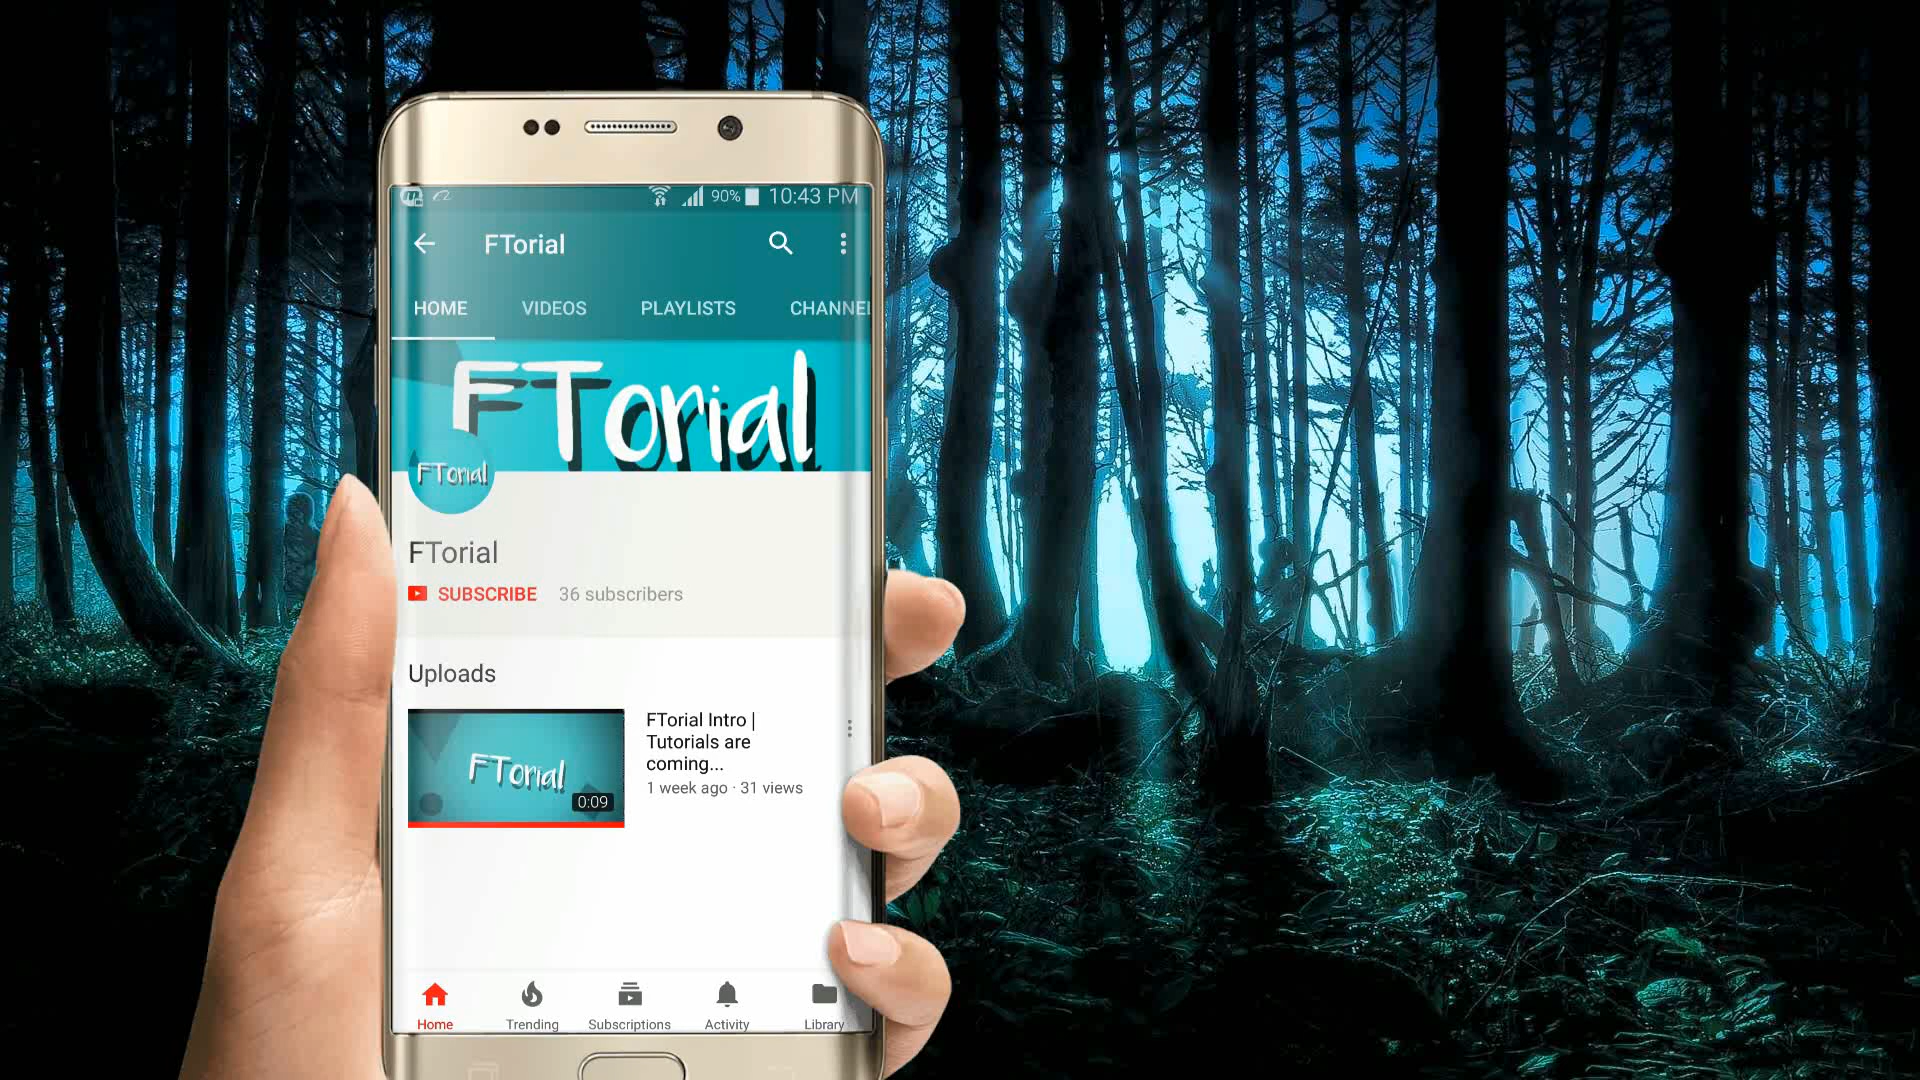 90% 10:43 PM
FTorial
HOME VIDEOS PLAYLISTS CHANNEL
FTorial
FTorial
FTorial
SUBSCRIBE 36 subscribers
Uploads
FTorial
0:09
FTorial Intro |
Tutorials are
coming...
1 week ago · 31 views
Home Trending Subscriptions Activity Library